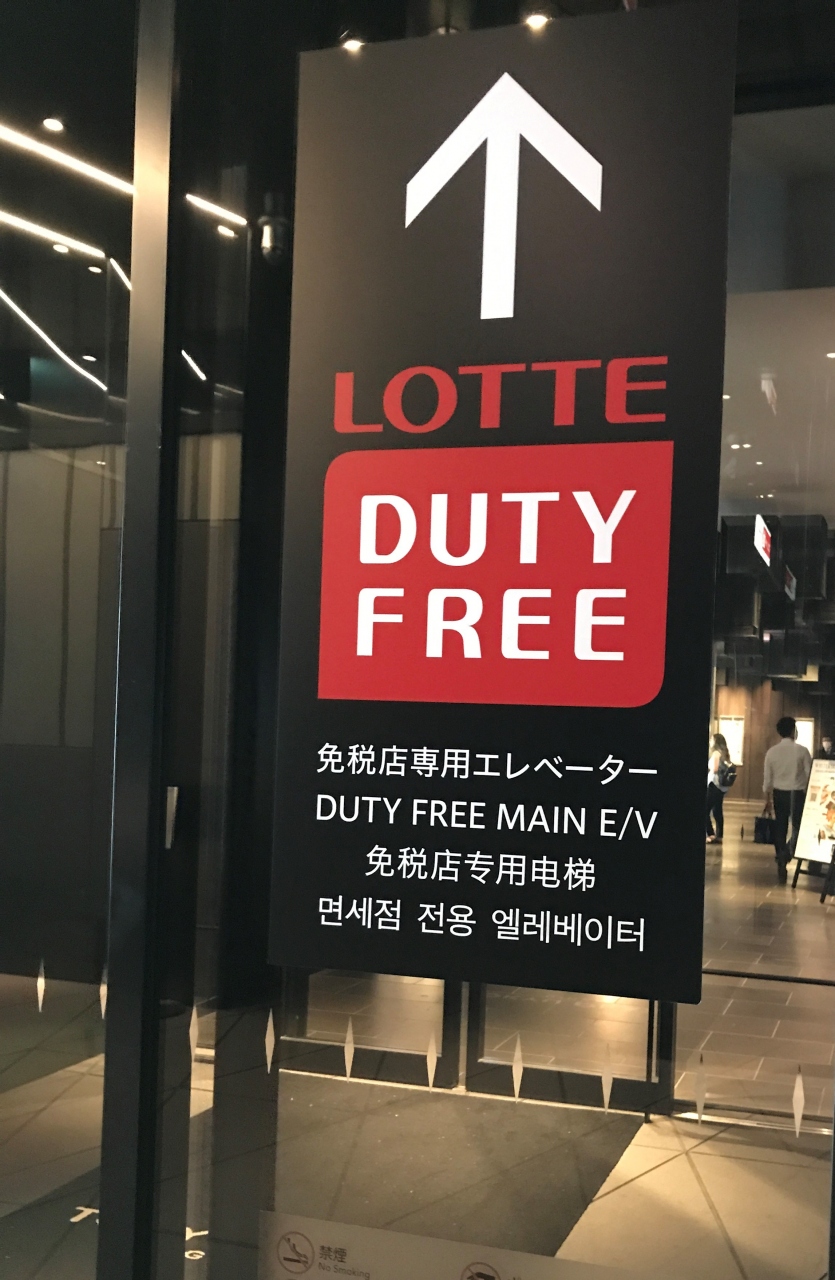 LOTTE
DUTY
FREE
免税店専用エレベーター
DUTY FREE MAIN E/V
免税店专用电梯
면세점 전용 엘레베이터
禁煙
No Smoking